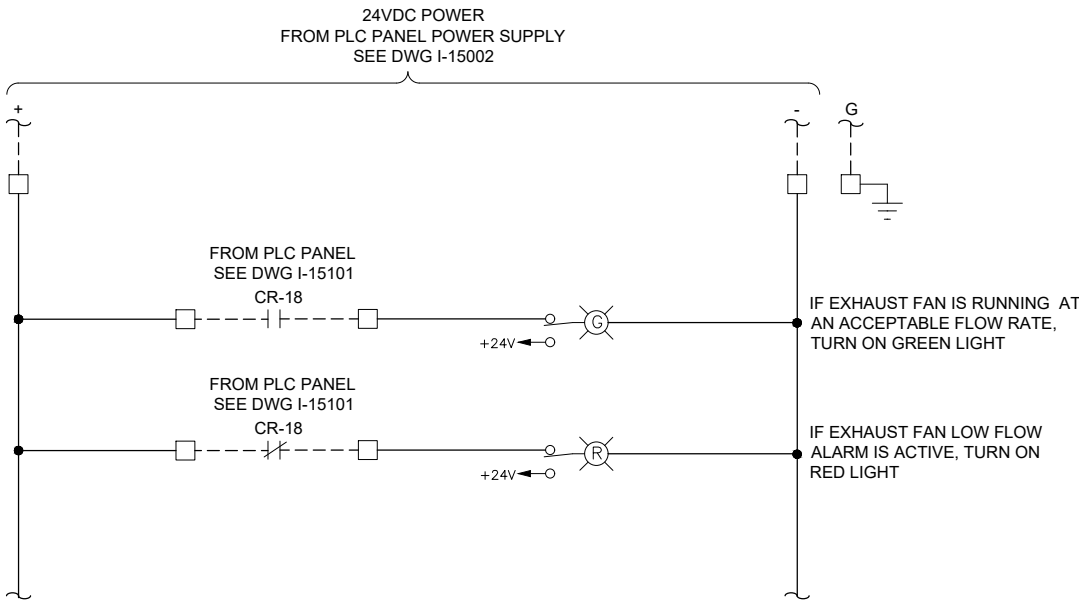 24VDC POWER
FROM PLC PANEL POWER SUPPLY
SEE DWG I-15002
+
-
G
FROM PLC PANEL
SEE DWG I-15101
CR-18
G
+24V
IF EXHAUST FAN IS RUNNING AT
AN ACCEPTABLE FLOW RATE,
TURN ON GREEN LIGHT
FROM PLC PANEL
SEE DWG I-15101
CR-18
R
+24V
IF EXHAUST FAN LOW FLOW
ALARM IS ACTIVE, TURN ON
RED LIGHT